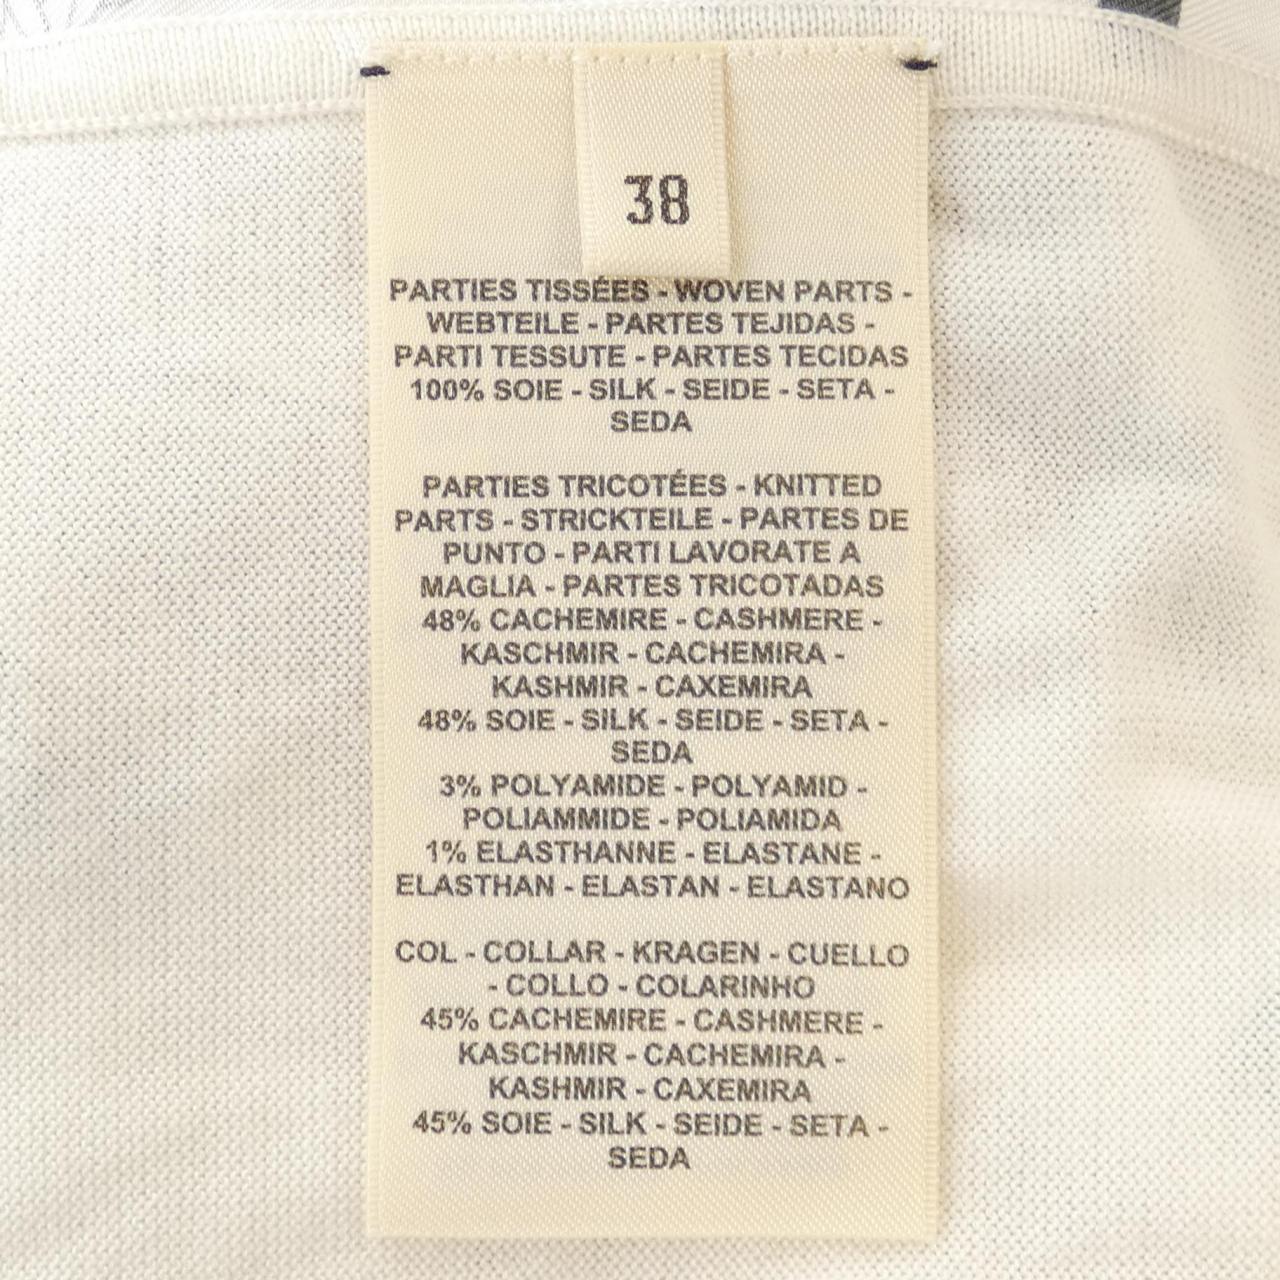 38
PARTIES TISSÉES - WOVEN PARTS -
WEBTEILE - PARTES TEJIDAS -
PARTI TESSUTE - PARTES TECIDAS
100% SOIE - SILK - SEIDE - SETA -
SEDA
PARTIES TRICOTÉES - KNITTED
PARTS - STRICKTEILE - PARTES DE
PUNTO - PARTI LAVORATE A
MAGLIA - PARTES TRICOTADAS
48% CACHEMIRE - CASHMERE -
KASCHMIR - CACHEMIRA -
KASHMIR - CAXEMIRA
48% SOIE - SILK - SEIDE - SETA -
SEDA
3% POLYAMIDE - POLYAMID -
POLIAMMIDE - POLIAMIDA
1% ELASTHANNE - ELASTANE -
ELASTHAN - ELASTAN - ELASTANO
COL - COLLAR - KRAGEN - CUELLO
- COLLO - COLARINHO
45% CACHEMIRE - CASHMERE -
KASCHMIR - CACHEMIRA -
KASHMIR - CAXEMIRA
45% SOIE - SILK - SEIDE - SETA -
SEDA